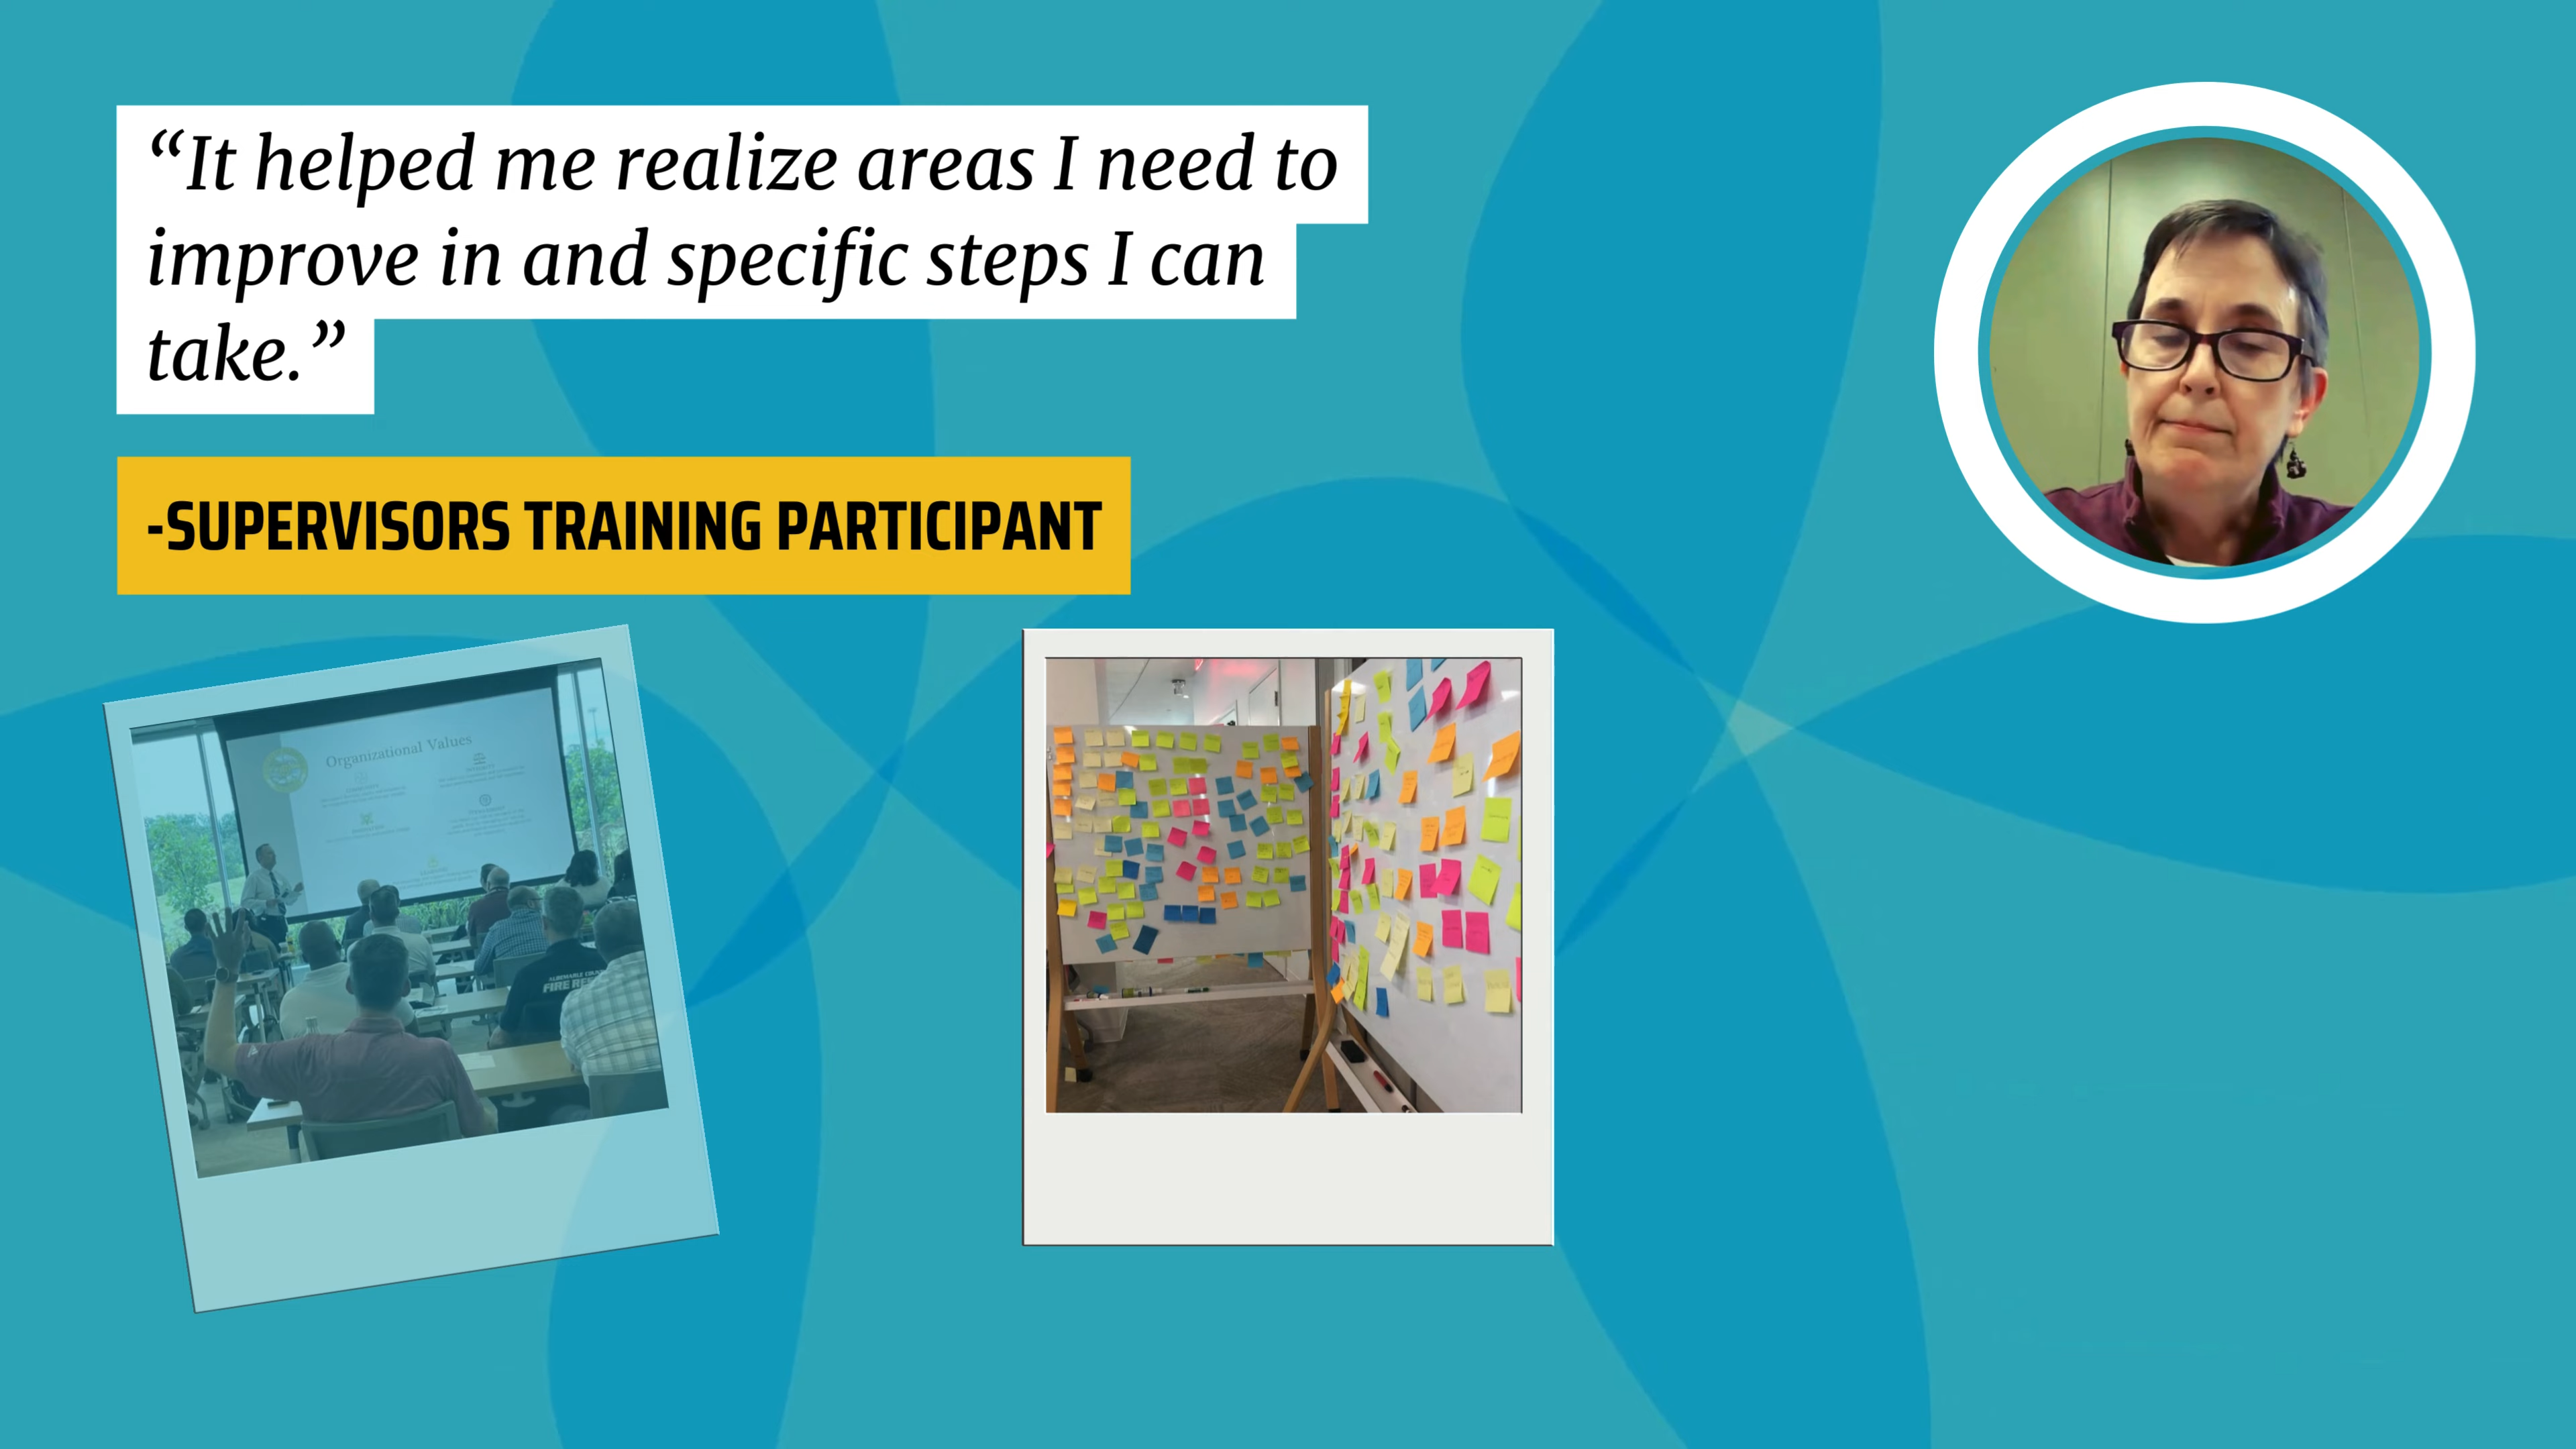 “It helped me realize areas I need to
improve in and specific steps I can
take.”
-SUPERVISORS TRAINING PARTICIPANT
Organizational Values
FIRE